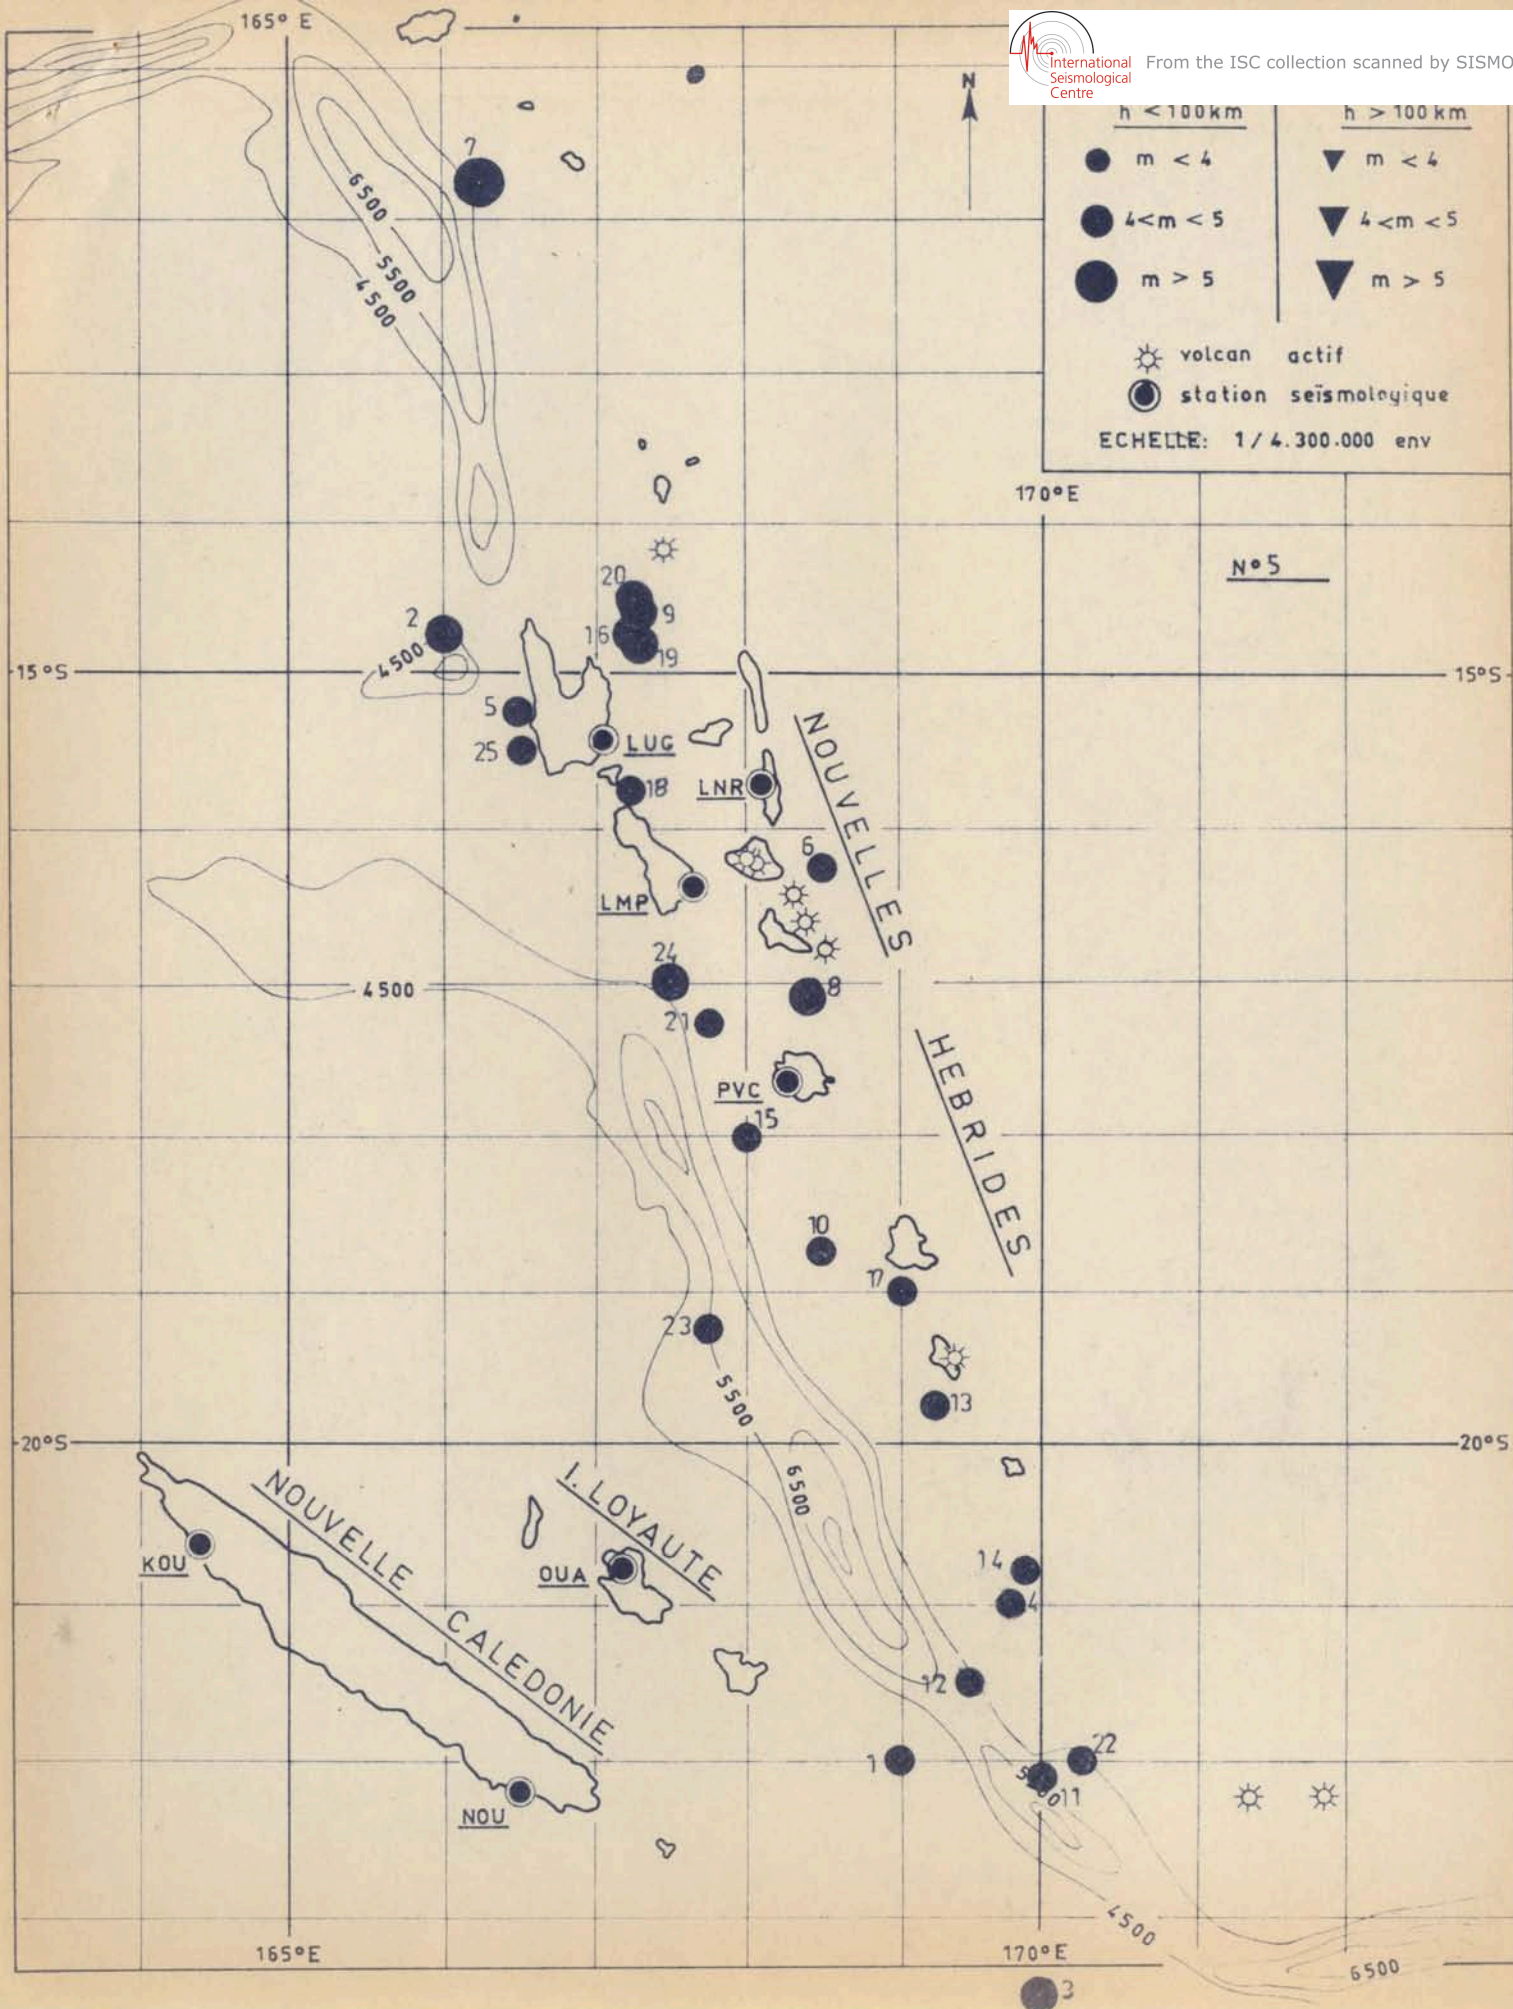 165° E
International
Seismological
Centre
From the ISC collection scanned by SISMO
N
h < 100km
h > 100 km
m < 4
m < 4
4<m < 5
4<m <5
m > 5
m > 5
volcan actif
station seïsmologique
ECHELLE: 1/4.300.000 env
7
6500
5500
4500
170°E
N°5
20
9
2
16
19
4500
15°S
15°S
5
25
LUG
18
LNR
NOUVELLES
6
LMP
24
4500
8
21
PVC
HEBRIDES
15
10
17
23
5500
13
20°S
20°S
6500
NOUVELLE CALEDONIE
I. LOYAUTE
KOU
OUA
14
4
12
1
22
11
NOU
4500
165°E
170°E
6500
3